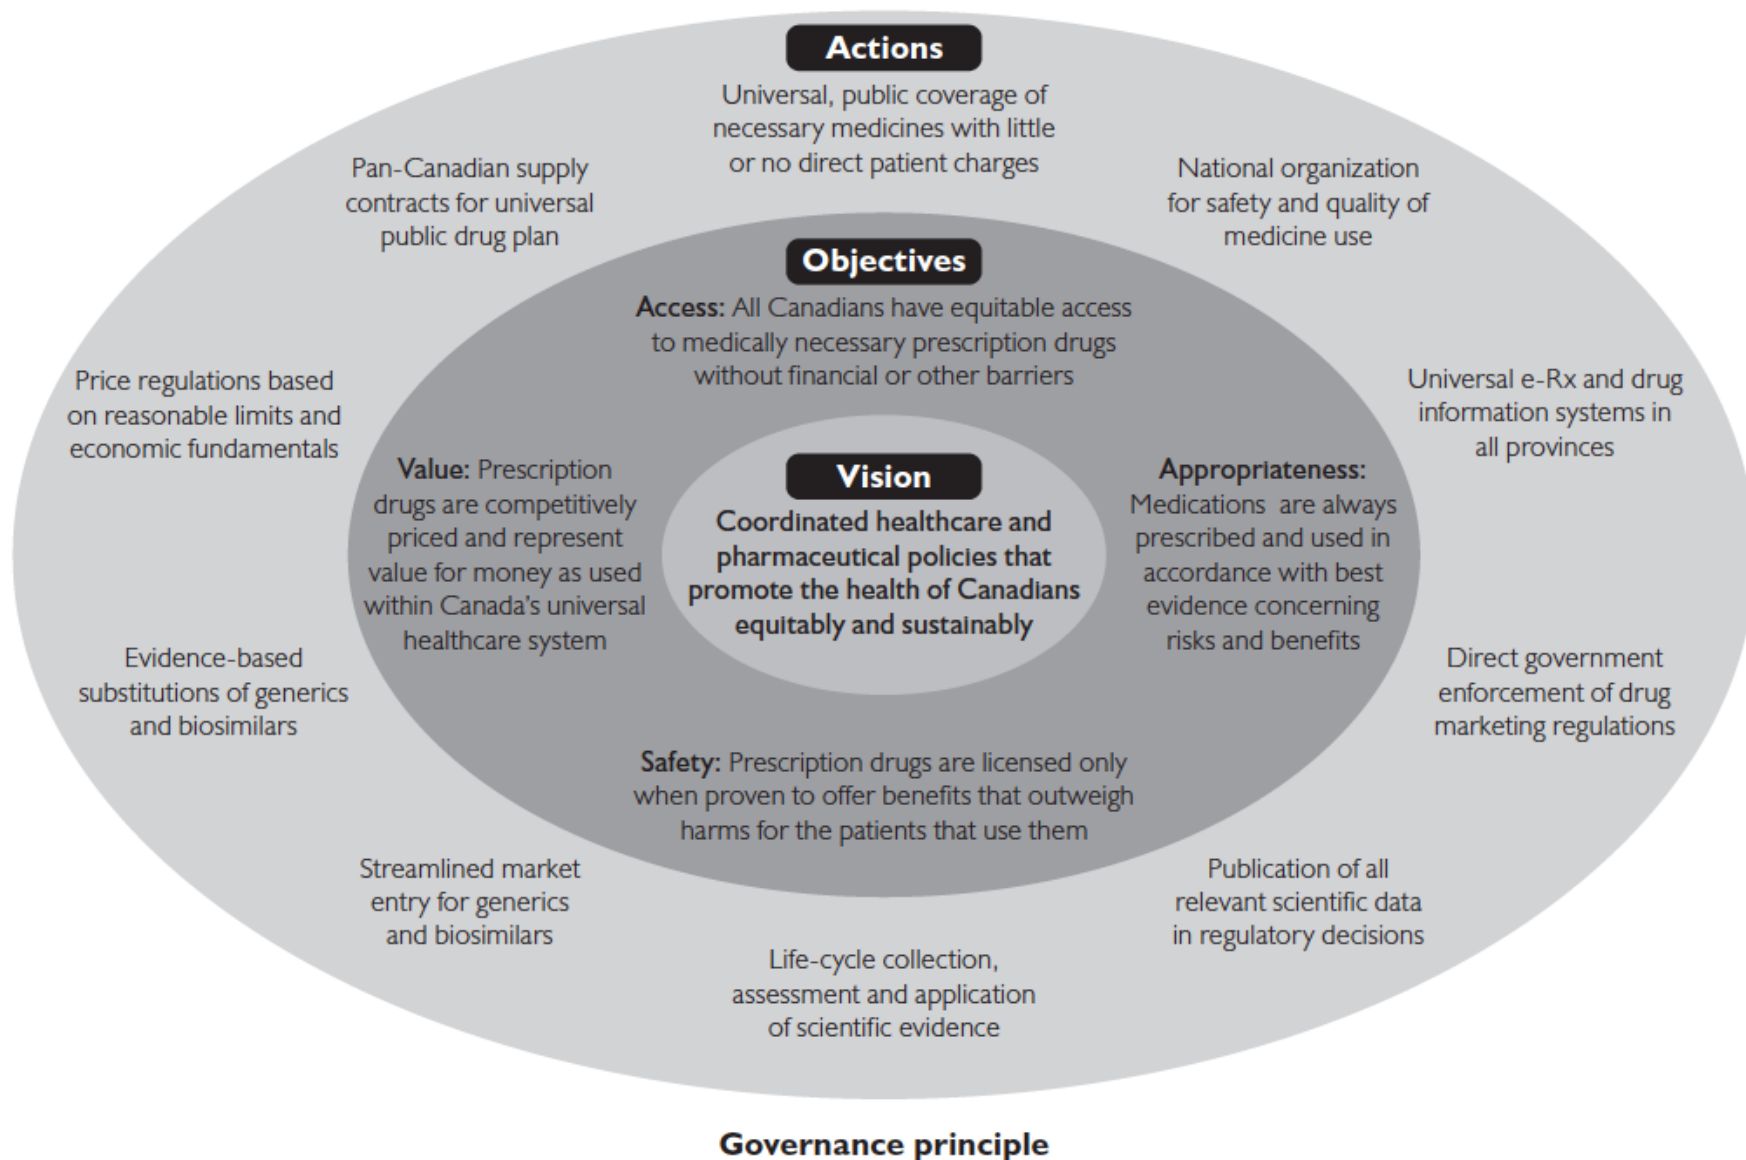 Actions
Universal, public coverage of
necessary medicines with little
or no direct patient charges
Pan-Canadian supply
contracts for universal
public drug plan
National organization
for safety and quality of
medicine use
Objectives
Access: All Canadians have equitable access
to medically necessary prescription drugs
without financial or other barriers
Price regulations based
on reasonable limits and
economic fundamentals
Universal e-Rx and drug
information systems in
all provinces
Value: Prescription
drugs are competitively
priced and represent
value for money as used
within Canada's universal
healthcare system
Vision
Coordinated healthcare and
pharmaceutical policies that
promote the health of Canadians
equitably and sustainably
Appropriateness:
Medications are always
prescribed and used in
accordance with best
evidence concerning
risks and benefits
Evidence-based
substitutions of generics
and biosimilars
Direct government
enforcement of drug
marketing regulations
Safety: Prescription drugs are licensed only
when proven to offer benefits that outweigh
harms for the patients that use them
Streamlined market
entry for generics
and biosimilars
Publication of all
relevant scientific data
in regulatory decisions
Life-cycle collection,
assessment and application
of scientific evidence
Governance principle